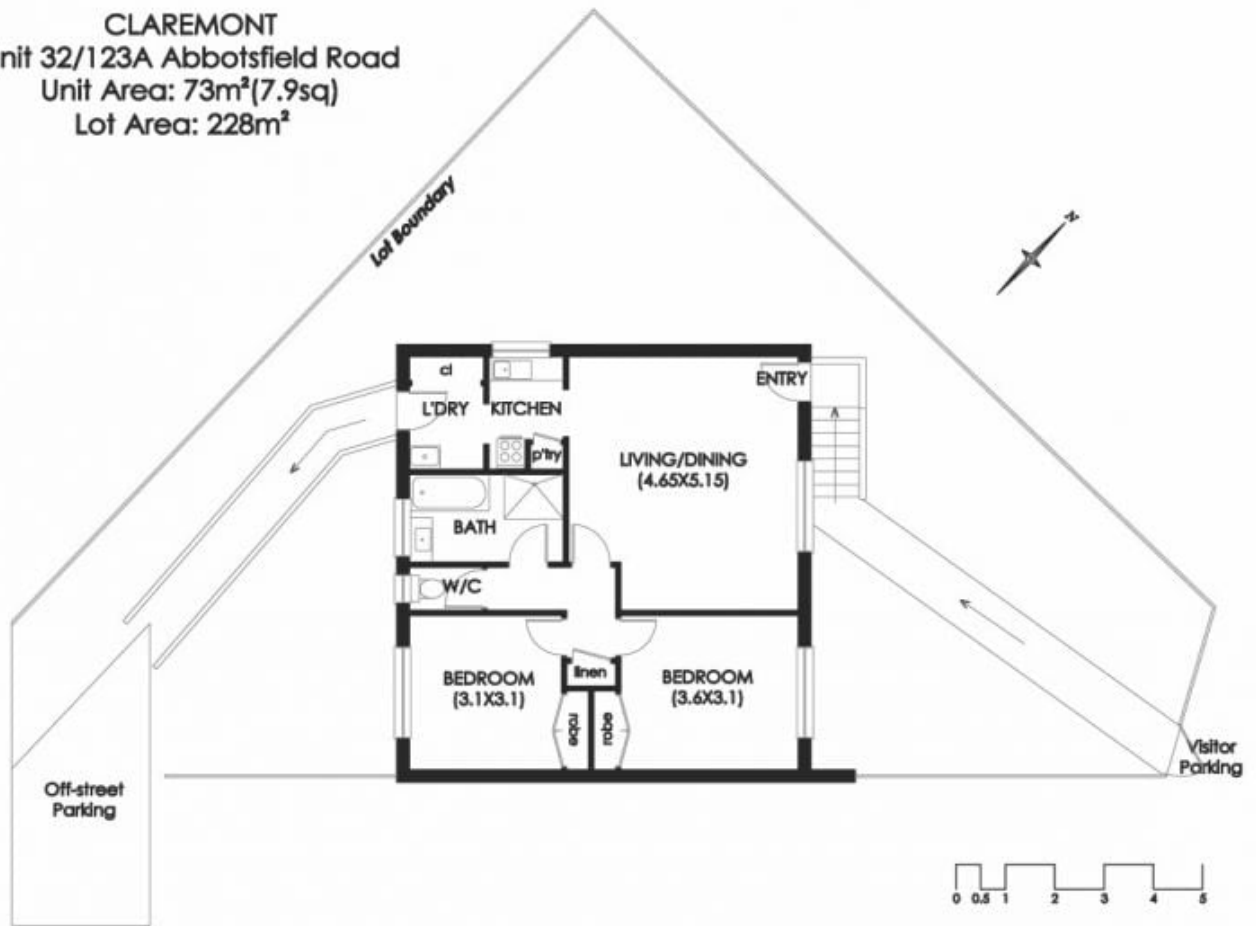 CLAREMONT
nit 32/123A Abbotsfield Road
Unit Area: 73m²(7.9sq)
Lot Area: 228m²
Lot Boundary
N
cl
L'DRY
KITCHEN
p'try
ENTRY
LIVING/DINING
(4.65X5.15)
BATH
W/C
BEDROOM
(3.1X3.1)
linen
BEDROOM
(3.6X3.1)
robe
robe
Off-street
Parking
Visitor
Parking
0 0.5 1 2 3 4 5